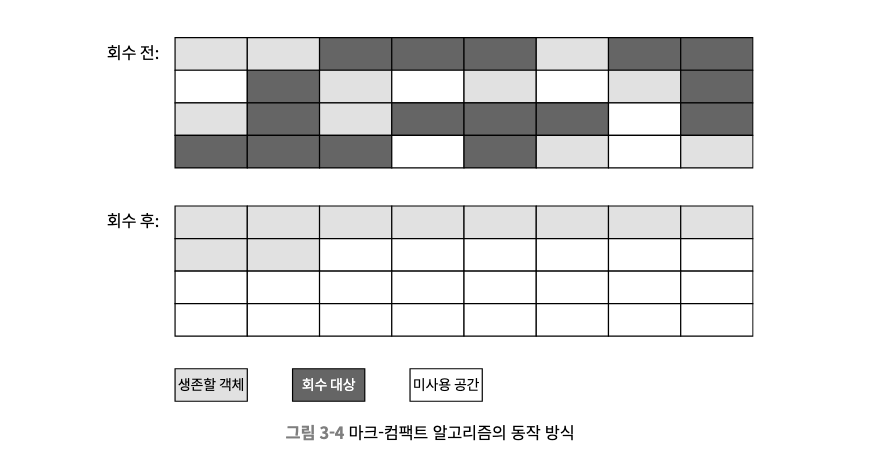 회수 전:
회수 후:
생존할 객체
회수 대상
미사용 공간
그림 3-4 마크-컴팩트 알고리즘의 동작 방식